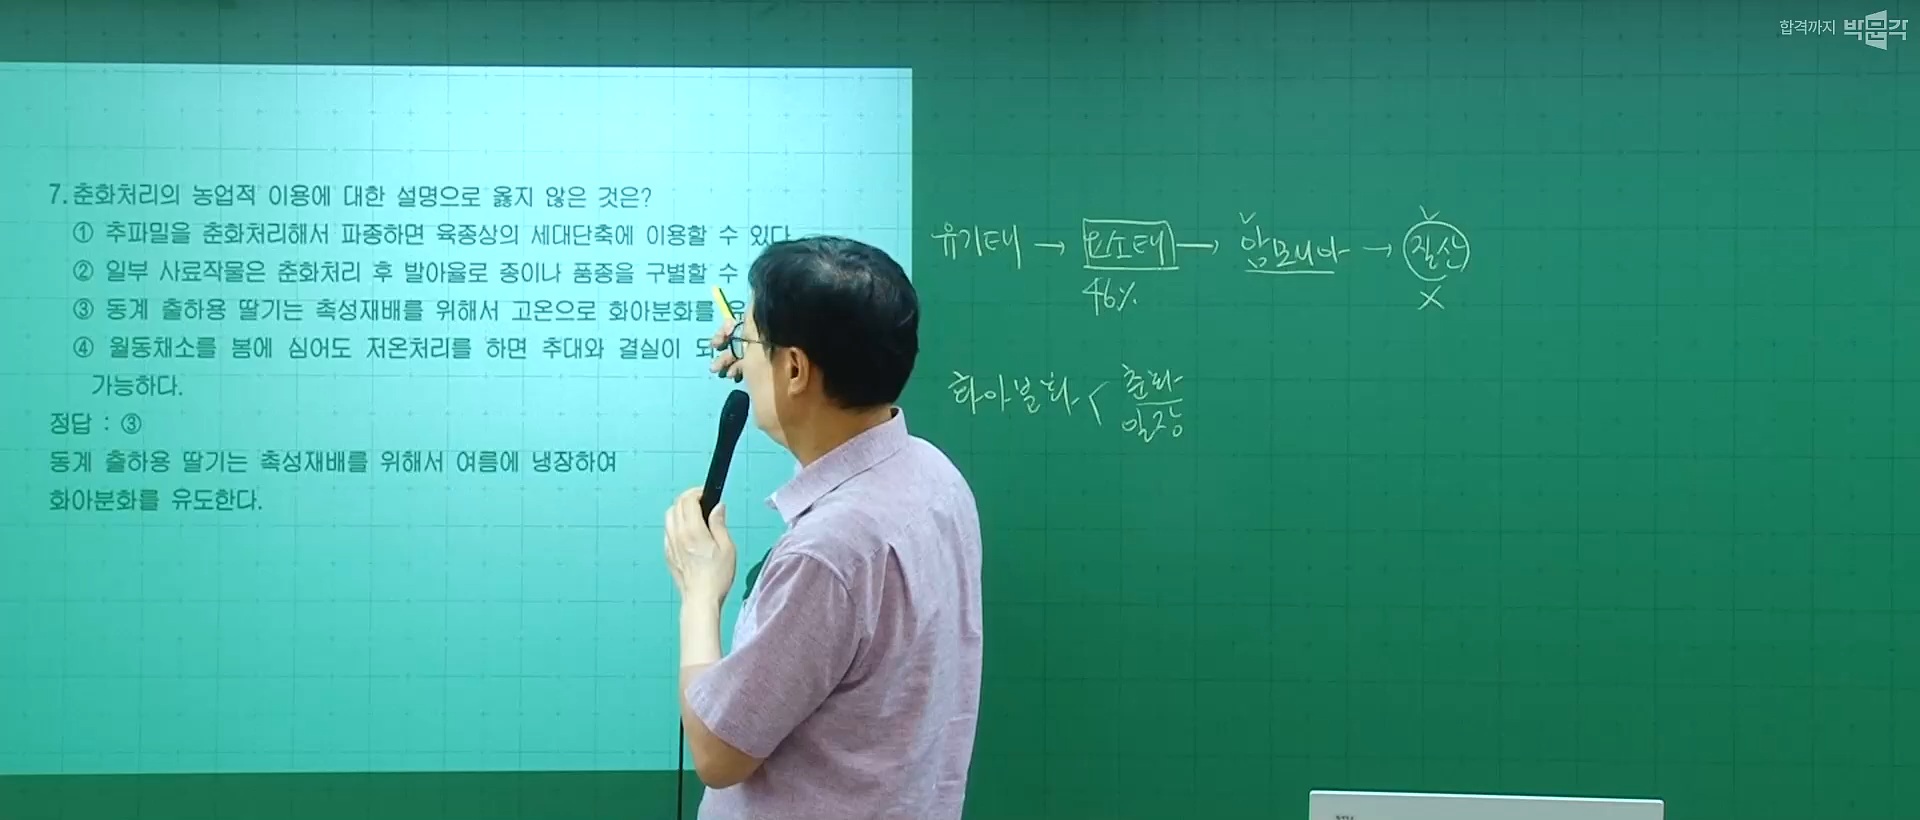 합격까지 박문각
7. 춘화처리의 농업적 이용에 대한 설명으로 옳지 않은 것은?
① 추파밀을 춘화처리해서 파종하면 육종상의 세대단축에 이용할 수 있다
② 일부 사료작물은 춘화처리 후 발아율로 종이나 품종을 구별할 수
③ 동계 출하용 딸기는 촉성재배를 위해서 고온으로 화아분화를
④ 월동채소를 봄에 심어도 저온처리를 하면 추대와 결실이 되
가능하다.
정답 : ③
동계 출하용 딸기는 촉성재배를 위해서 여름에 냉장하여
화아분화를 유도한다.
유기태 → 요소태 → 암모니아 → 질산
46% X
화아분화 < 춘화
일장